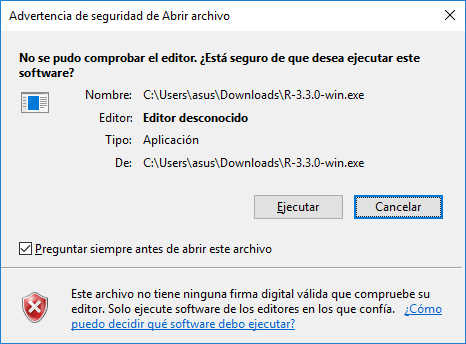 Advertencia de seguridad de Abrir archivo
No se pudo comprobar el editor. ¿Está seguro de que desea ejecutar este
software?
Nombre: C:\Users\asus\Downloads\R-3.3.0-win.exe
Editor: Editor desconocido
Tipo: Aplicación
De: C:\Users\asus\Downloads\R-3.3.0-win.exe
Ejecutar Cancelar
Preguntar siempre antes de abrir este archivo
Este archivo no tiene ninguna firma digital válida que compruebe su
editor. Solo ejecute software de los editores en los que confía. ¿Cómo
puedo decidir qué software debo ejecutar?